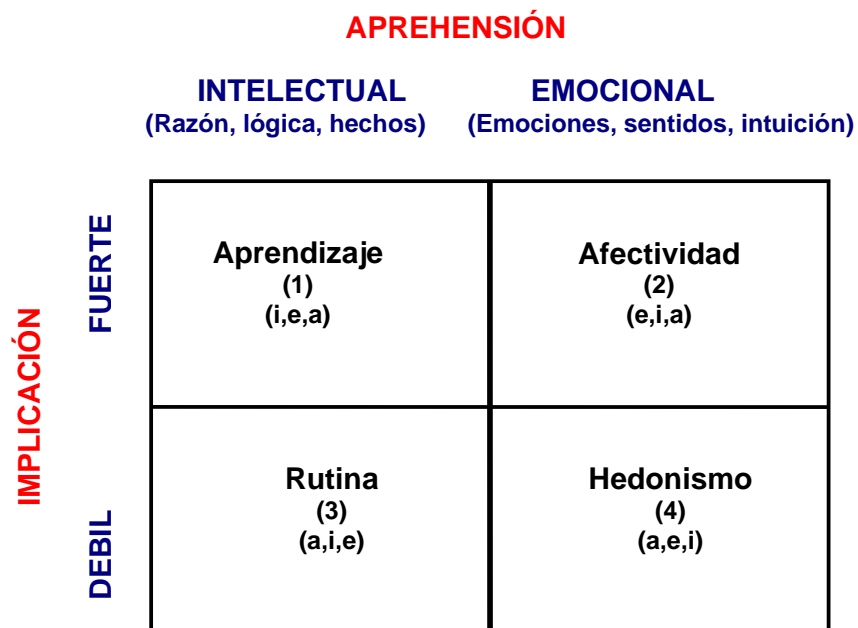 APREHENSIÓN
INTELECTUAL
(Razón, lógica, hechos)
EMOCIONAL
(Emociones, sentidos, intuición)
IMPLICACIÓN
FUERTE
Aprendizaje
(1)
(i,e,a)
Afectividad
(2)
(e,i,a)
DEBIL
Rutina
(3)
(a,i,e)
Hedonismo
(4)
(a,e,i)